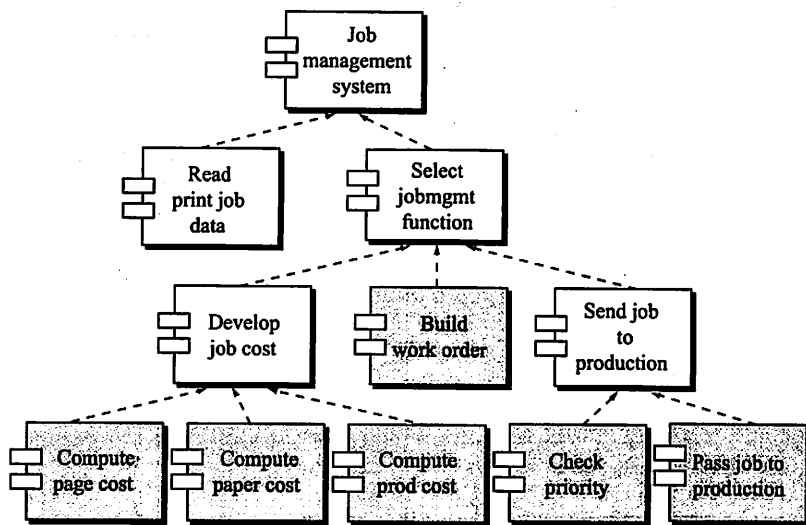 Job
management
system
Read
print job
data
Select
jobmgmt
function
Develop
job cost
Build
work order
Send job
to
production
Compute
page cost
Compute
paper cost
Compute
prod cost
Check
priority
Pass job to
production